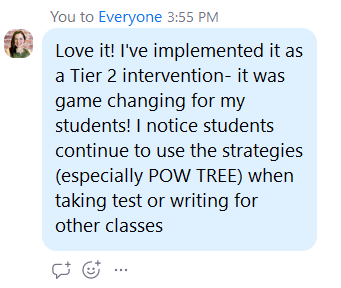 You to Everyone 3:55 PM
Love it! I've implemented it as
a Tier 2 intervention- it was
game changing for my
students! I notice students
continue to use the strategies
(especially POW TREE) when
taking test or writing for
other classes